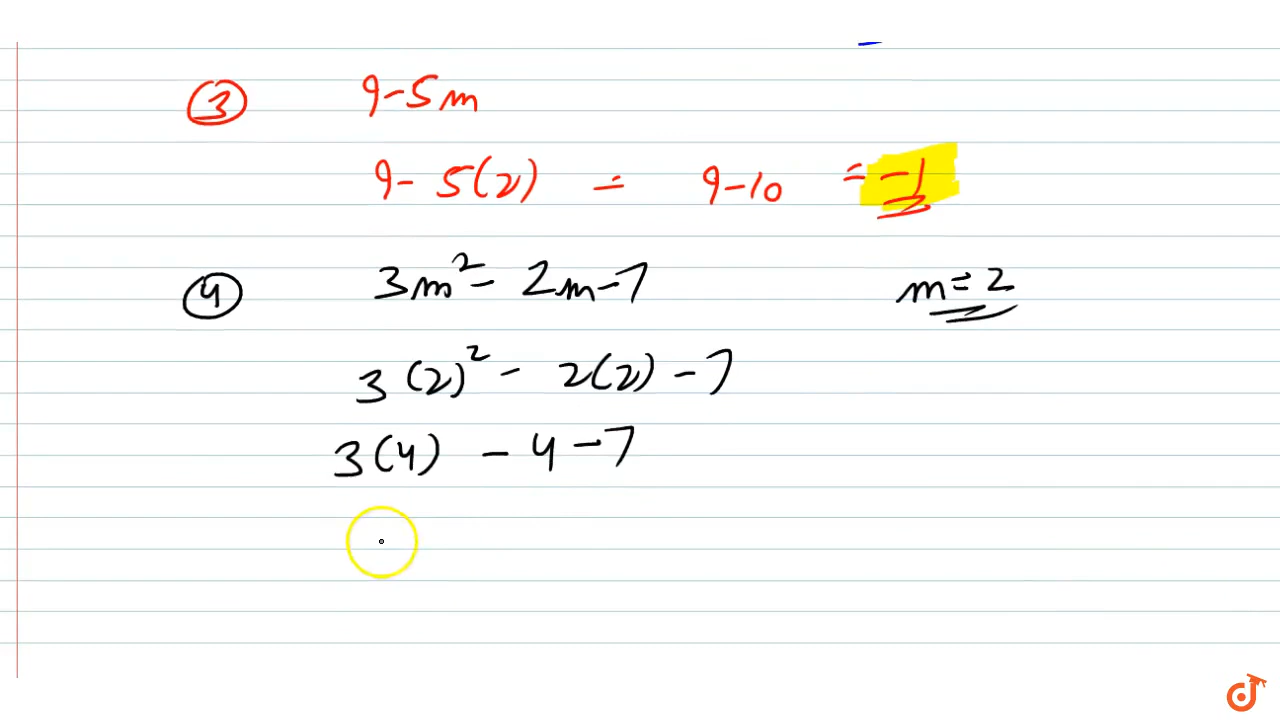 ③ 9-5m
9- 5(2) = 9-10 = -1
④ 3m²- 2m-7 m=2
3(2)² - 2(2) -7
3(4) - 4 -7